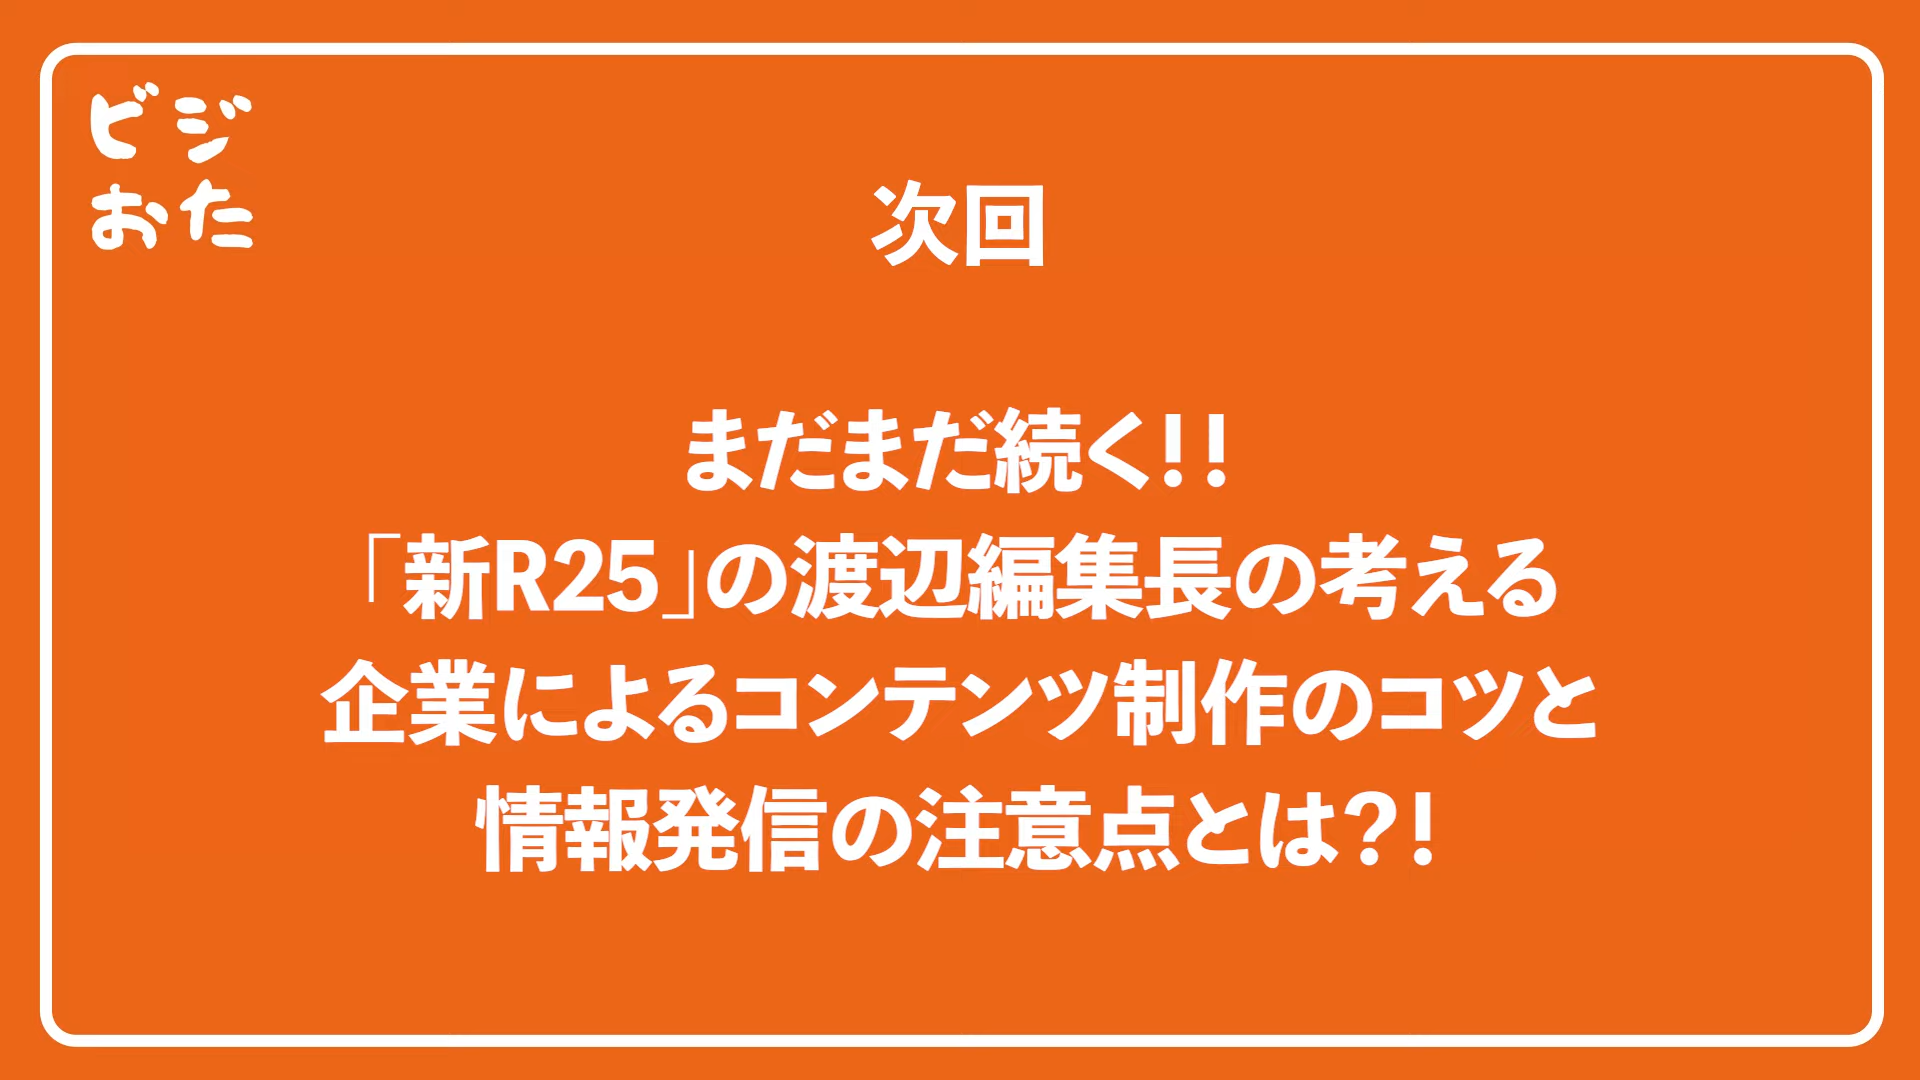 ビジ
おた
次回
まだまだ続く!!
「新R25」の渡辺編集長の考える
企業によるコンテンツ制作のコツと
情報発信の注意点とは?!